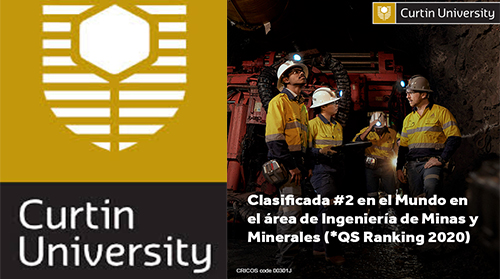 Curtin
University
Curtin University
Clasificada #2 en el Mundo en
el área de Ingeniería de Minas y
Minerales (*QS Ranking 2020)
CRICOS code 00301J